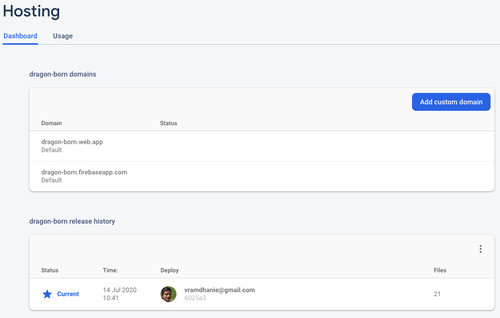 Hosting
Dashboard Usage
dragon-born domains
Add custom domain
Domain Status
dragon-born.web.app
Default
dragon-born.firebaseapp.com
Default
dragon-born release history
Status Time: Deploy Files
Current 14 Jul 2020 vramdhanie@gmail.com 21
10:41 6025a3